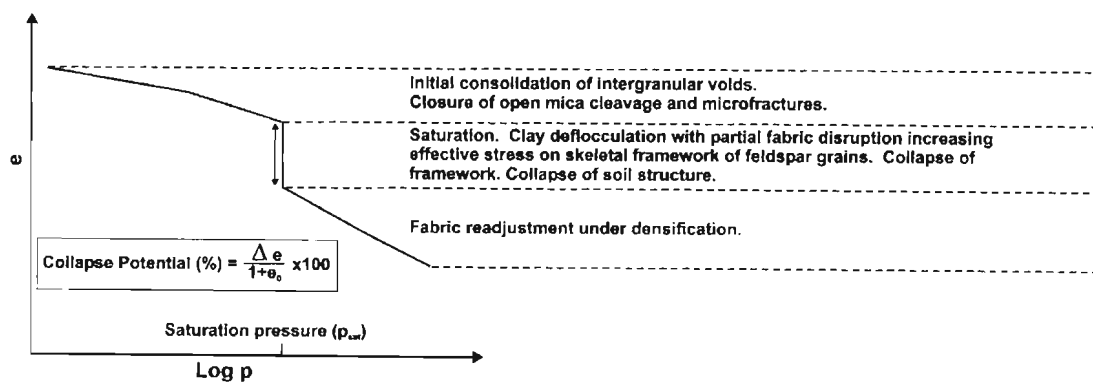 Initial consolidation of intergranular voids.
Closure of open mica cleavage and microfractures.
Saturation. Clay deflocculation with partial fabric disruption increasing
effective stress on skeletal framework of feldspar grains. Collapse of
framework. Collapse of soil structure.
e
Fabric readjustment under densification.
Collapse Potential (%) = Δ e / 1+e₀ x100
Saturation pressure (p_sat)
Log p